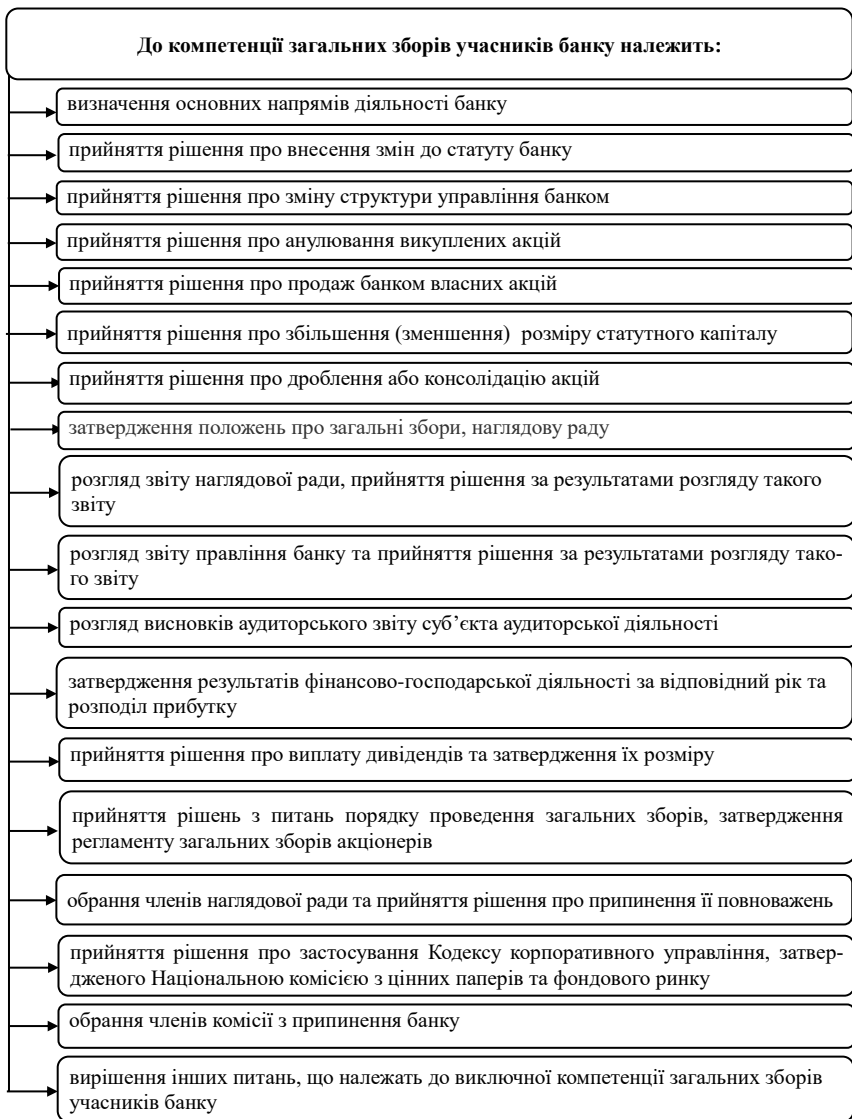 До компетенції загальних зборів учасників банку належить:
визначення основних напрямів діяльності банку
прийняття рішення про внесення змін до статуту банку
прийняття рішення про зміну структури управління банком
прийняття рішення про анулювання викуплених акцій
прийняття рішення про продаж банком власних акцій
прийняття рішення про збільшення (зменшення) розміру статутного капіталу
прийняття рішення про дроблення або консолідацію акцій
затвердження положень про загальні збори, наглядову раду
розгляд звіту наглядової ради, прийняття рішення за результатами розгляду такого
звіту
розгляд звіту правління банку та прийняття рішення за результатами розгляду тако-
го звіту
розгляд висновків аудиторського звіту суб’єкта аудиторської діяльності
затвердження результатів фінансово-господарської діяльності за відповідний рік та
розподіл прибутку
прийняття рішення про виплату дивідендів та затвердження їх розміру
прийняття рішень з питань порядку проведення загальних зборів, затвердження
регламенту загальних зборів акціонерів
обрання членів наглядової ради та прийняття рішення про припинення її повноважень
прийняття рішення про застосування Кодексу корпоративного управління, затвер-
дженого Національною комісією з цінних паперів та фондового ринку
обрання членів комісії з припинення банку
вирішення інших питань, що належать до виключної компетенції загальних зборів
учасників банку